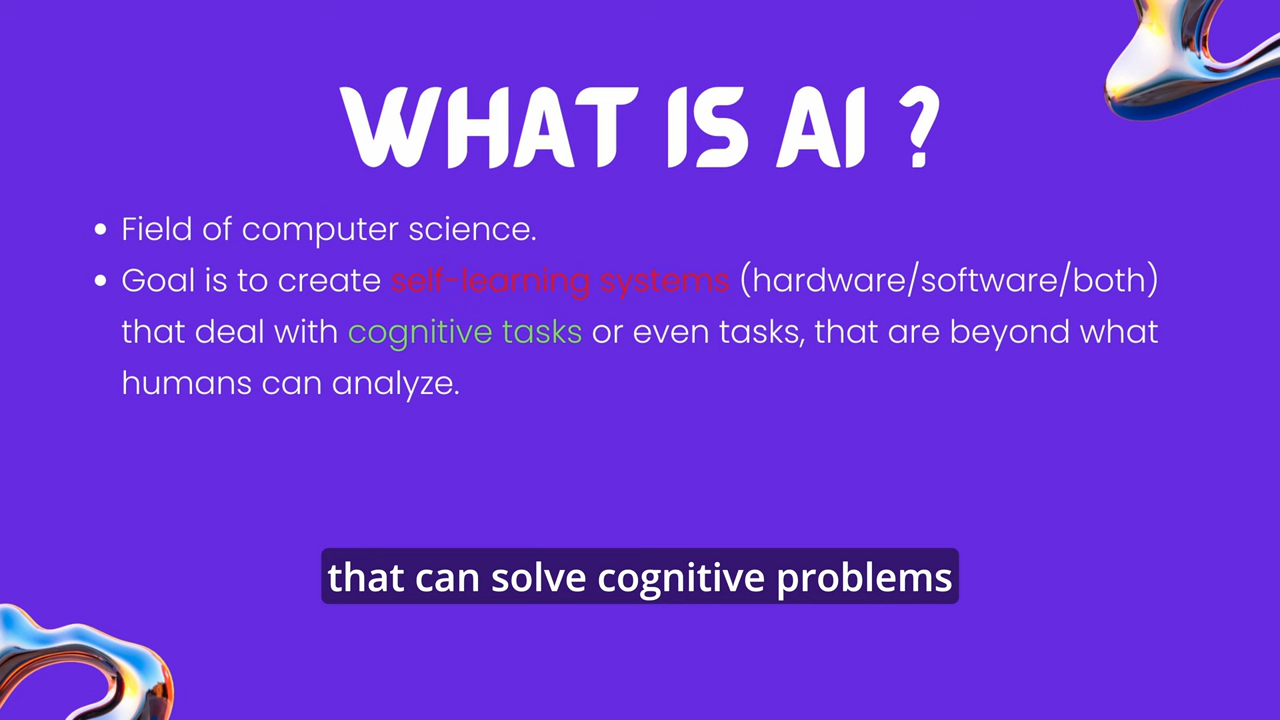 WHAT IS AI ?
• Field of computer science.
• Goal is to create self-learning systems (hardware/software/both)
that deal with cognitive tasks or even tasks, that are beyond what
humans can analyze.
that can solve cognitive problems